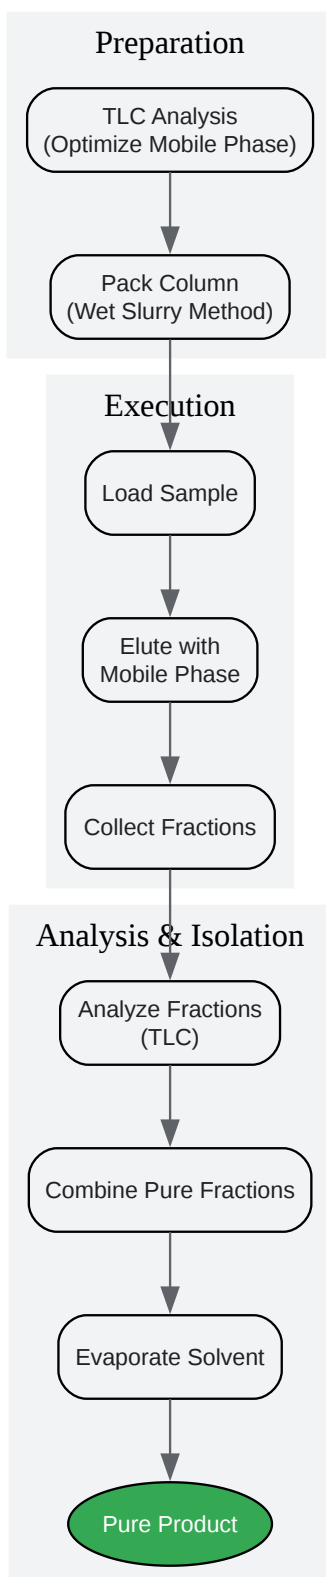 Preparation
TLC Analysis
(Optimize Mobile Phase)
Pack Column
(Wet Slurry Method)
Execution
Load Sample
Elute with
Mobile Phase
Collect Fractions
Analysis & Isolation
Analyze Fractions
(TLC)
Combine Pure Fractions
Evaporate Solvent
Pure Product